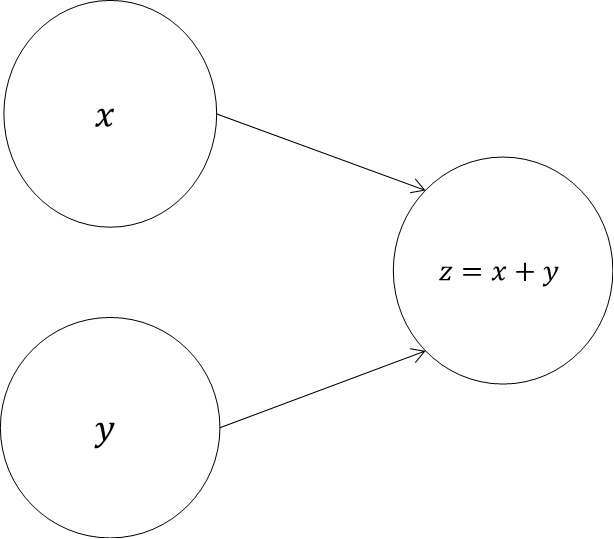 x
z = x + y
y